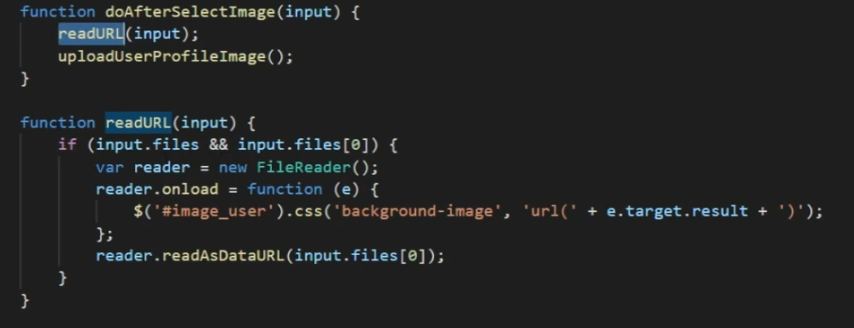 function doAfterSelectImage(input) {
    readURL(input);
    uploadUserProfileImage();
}

function readURL(input) {
    if (input.files && input.files[0]) {
        var reader = new FileReader();
        reader.onload = function (e) {
            $('#image_user').css('background-image', 'url(' + e.target.result + ')');
        };
        reader.readAsDataURL(input.files[0]);
    }
}